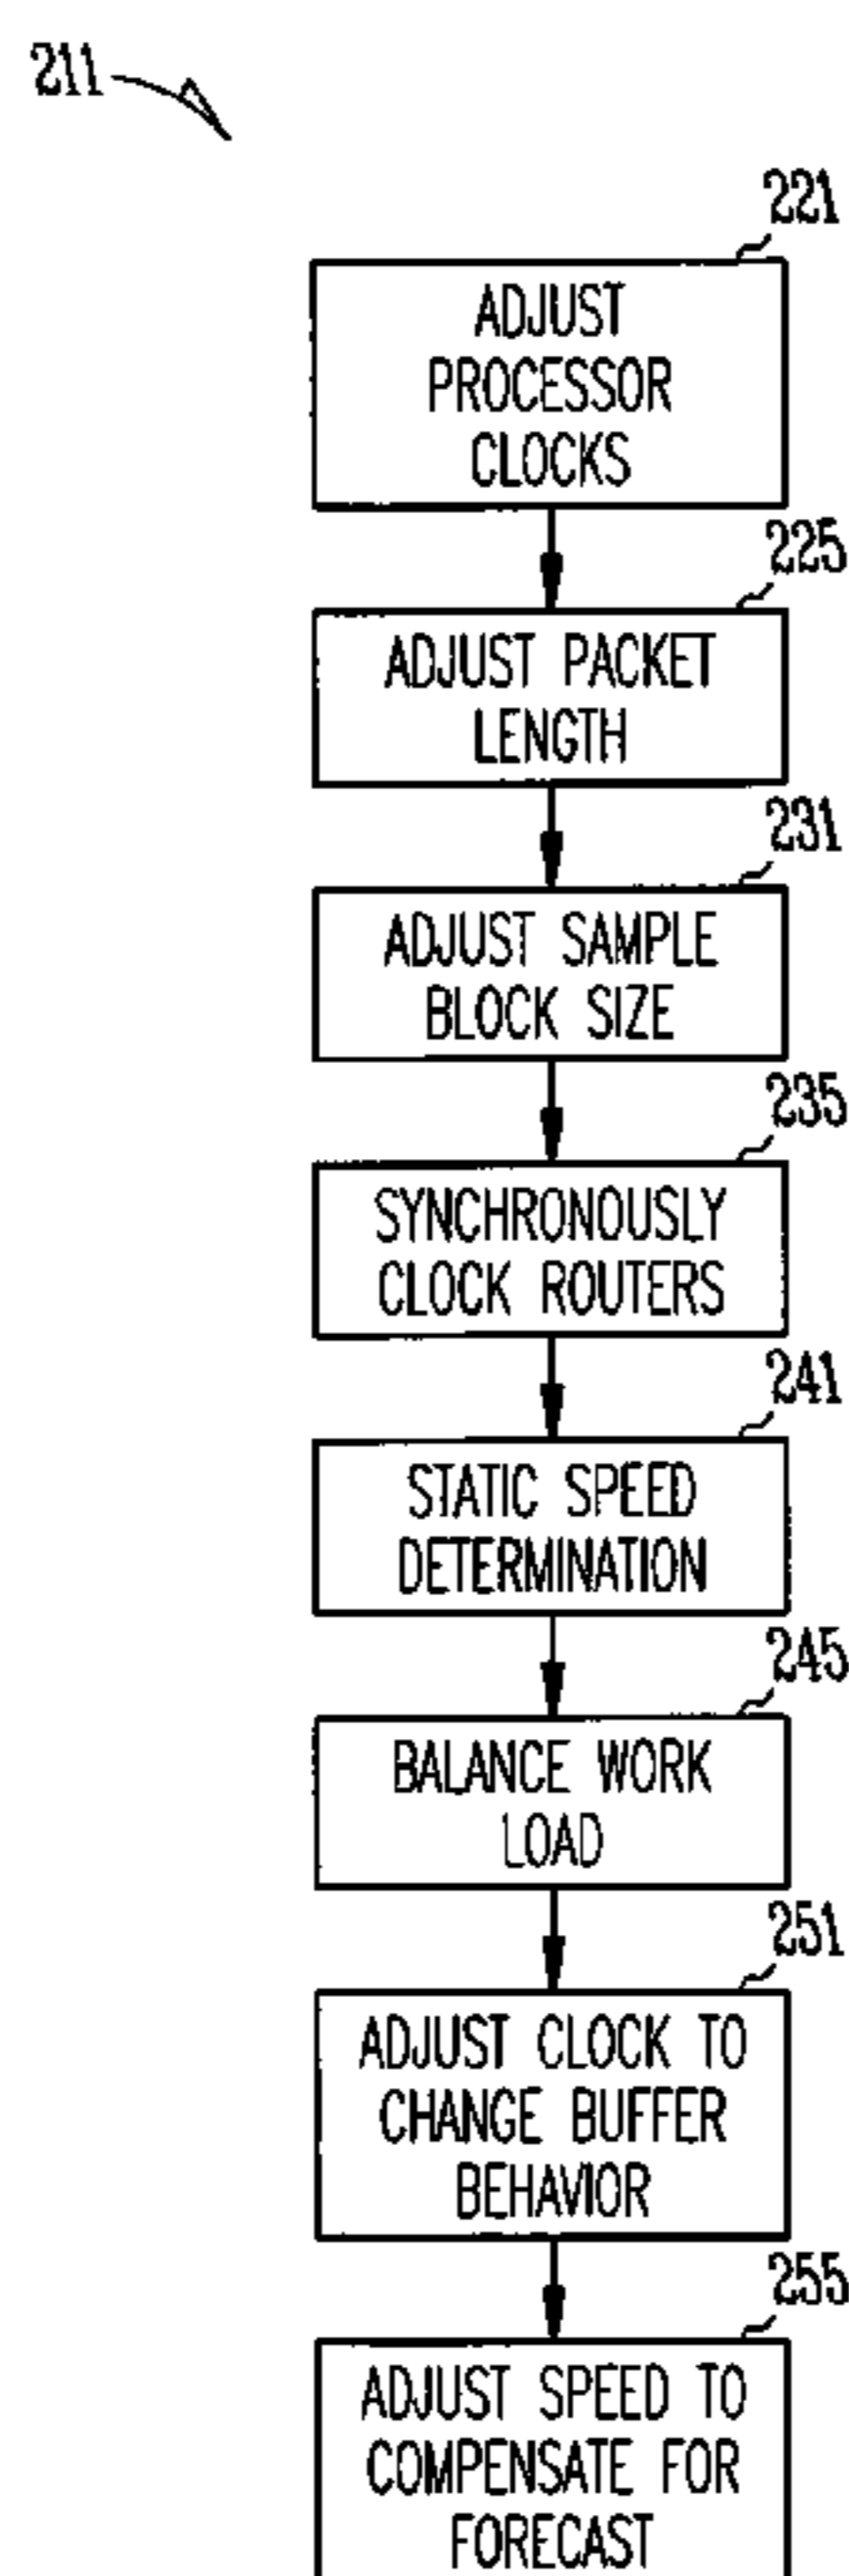 211
221
ADJUST
PROCESSOR
CLOCKS
225
ADJUST PACKET
LENGTH
231
ADJUST SAMPLE
BLOCK SIZE
235
SYNCHRONOUSLY
CLOCK ROUTERS
241
STATIC SPEED
DETERMINATION
245
BALANCE WORK
LOAD
251
ADJUST CLOCK TO
CHANGE BUFFER
BEHAVIOR
255
ADJUST SPEED TO
COMPENSATE FOR
FORECAST